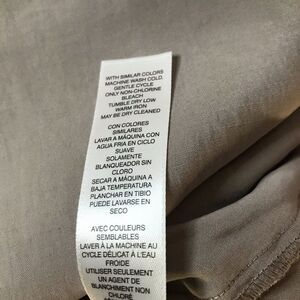 WITH SIMILAR COLORS
MACHINE WASH COLD.
GENTLE CYCLE
ONLY NON-CHLORINE
BLEACH
TUMBLE DRY LOW
WARM IRON
MAY BE DRY CLEANED
CON COLORES
SIMILARES
LAVAR A MÁQUINA CON
AGUA FRIA EN CICLO
SUAVE
SOLAMENTE
BLANQUEADOR SIN
CLORO
SECAR A MÁQUINA A
BAJA TEMPERATURA
PLANCHAR EN TIBIO
PUEDE LAVARSE EN
SECO
AVEC COULEURS
SEMBLABLES
LAVER À LA MACHINE AU
CYCLE DÉLICAT À L'EAU
FROIDE
UTILISER SEULEMENT
UN AGENT DE
BLANCHIMENT NON
CHLORÉ